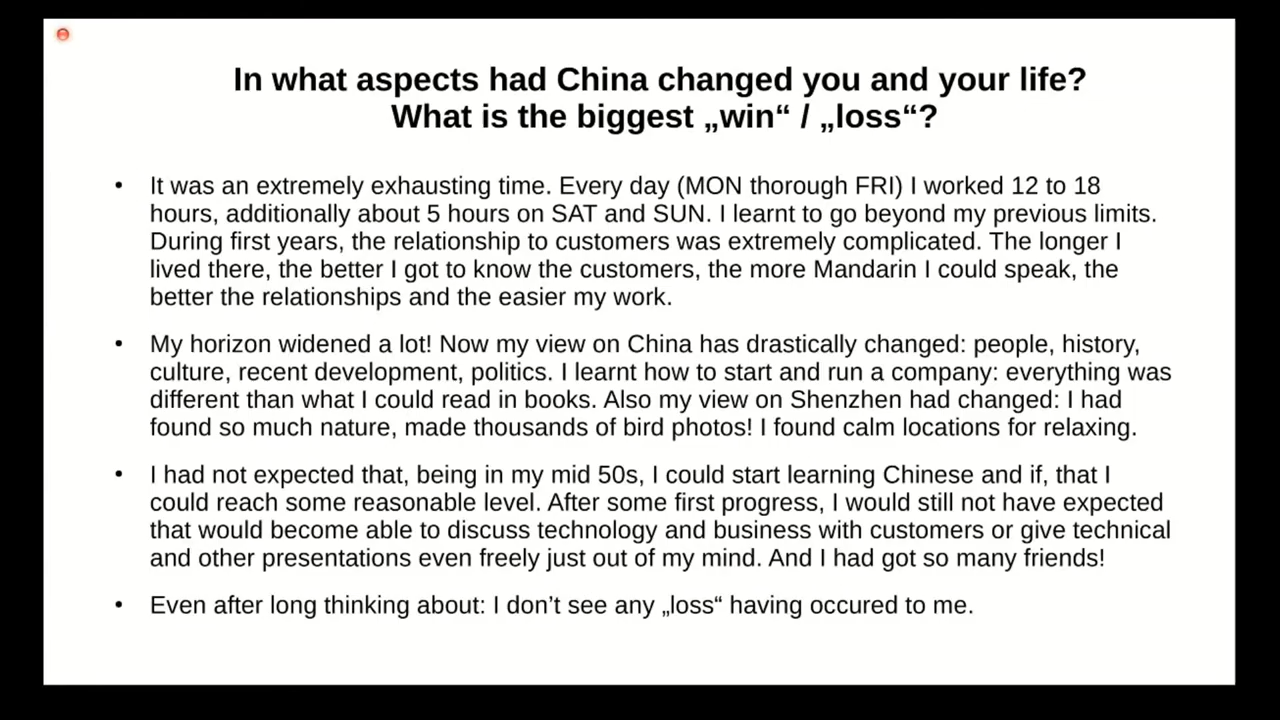 In what aspects had China changed you and your life?
What is the biggest „win“ / „loss“?
• It was an extremely exhausting time. Every day (MON thorough FRI) I worked 12 to 18
hours, additionally about 5 hours on SAT and SUN. I learnt to go beyond my previous limits.
During first years, the relationship to customers was extremely complicated. The longer I
lived there, the better I got to know the customers, the more Mandarin I could speak, the
better the relationships and the easier my work.
• My horizon widened a lot! Now my view on China has drastically changed: people, history,
culture, recent development, politics. I learnt how to start and run a company: everything was
different than what I could read in books. Also my view on Shenzhen had changed: I had
found so much nature, made thousands of bird photos! I found calm locations for relaxing.
• I had not expected that, being in my mid 50s, I could start learning Chinese and if, that I
could reach some reasonable level. After some first progress, I would still not have expected
that would become able to discuss technology and business with customers or give technical
and other presentations even freely just out of my mind. And I had got so many friends!
• Even after long thinking about: I don’t see any „loss“ having occured to me.